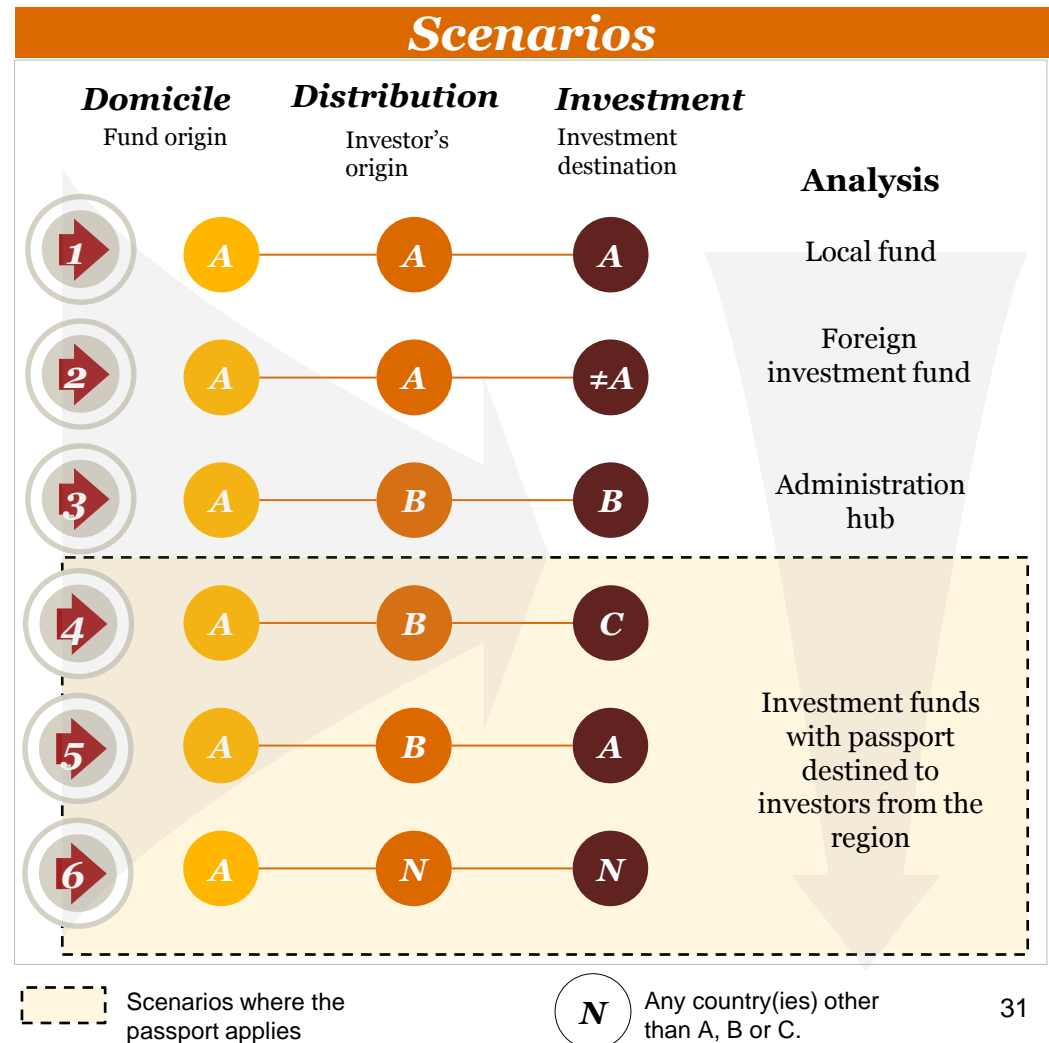 Scenarios
Domicile
Distribution
Investment
Fund origin
Investor’s
origin
Investment
destination
Analysis
1
A
A
A
Local fund
2
A
A
≠A
Foreign
investment fund
3
A
B
B
Administration
hub
4
A
B
C
5
A
B
A
Investment funds
with passport
destined to
investors from the
region
6
A
N
N
Scenarios where the
passport applies
N
Any country(ies) other
than A, B or C.
31